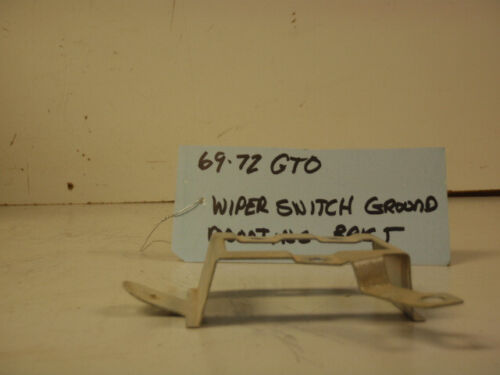 69-72 GTO
WIPER SWITCH GROUND